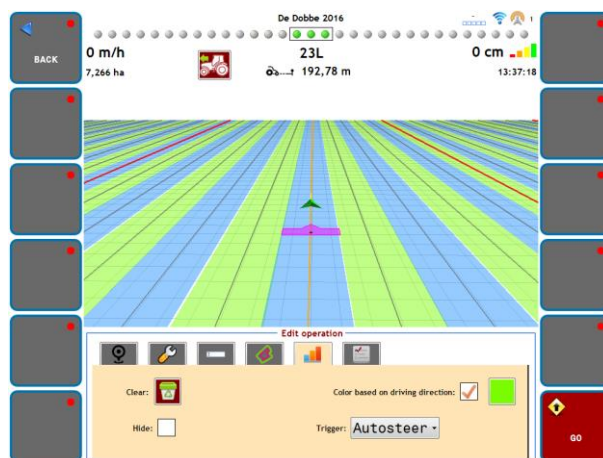 De Dobbe 2016
1
BACK
0 m/h
23L
0 cm
7,266 ha
192,78 m
13:37:18
Edit operation
Clear:
Color based on driving direction:
Hide:
Trigger: Autosteer
GO